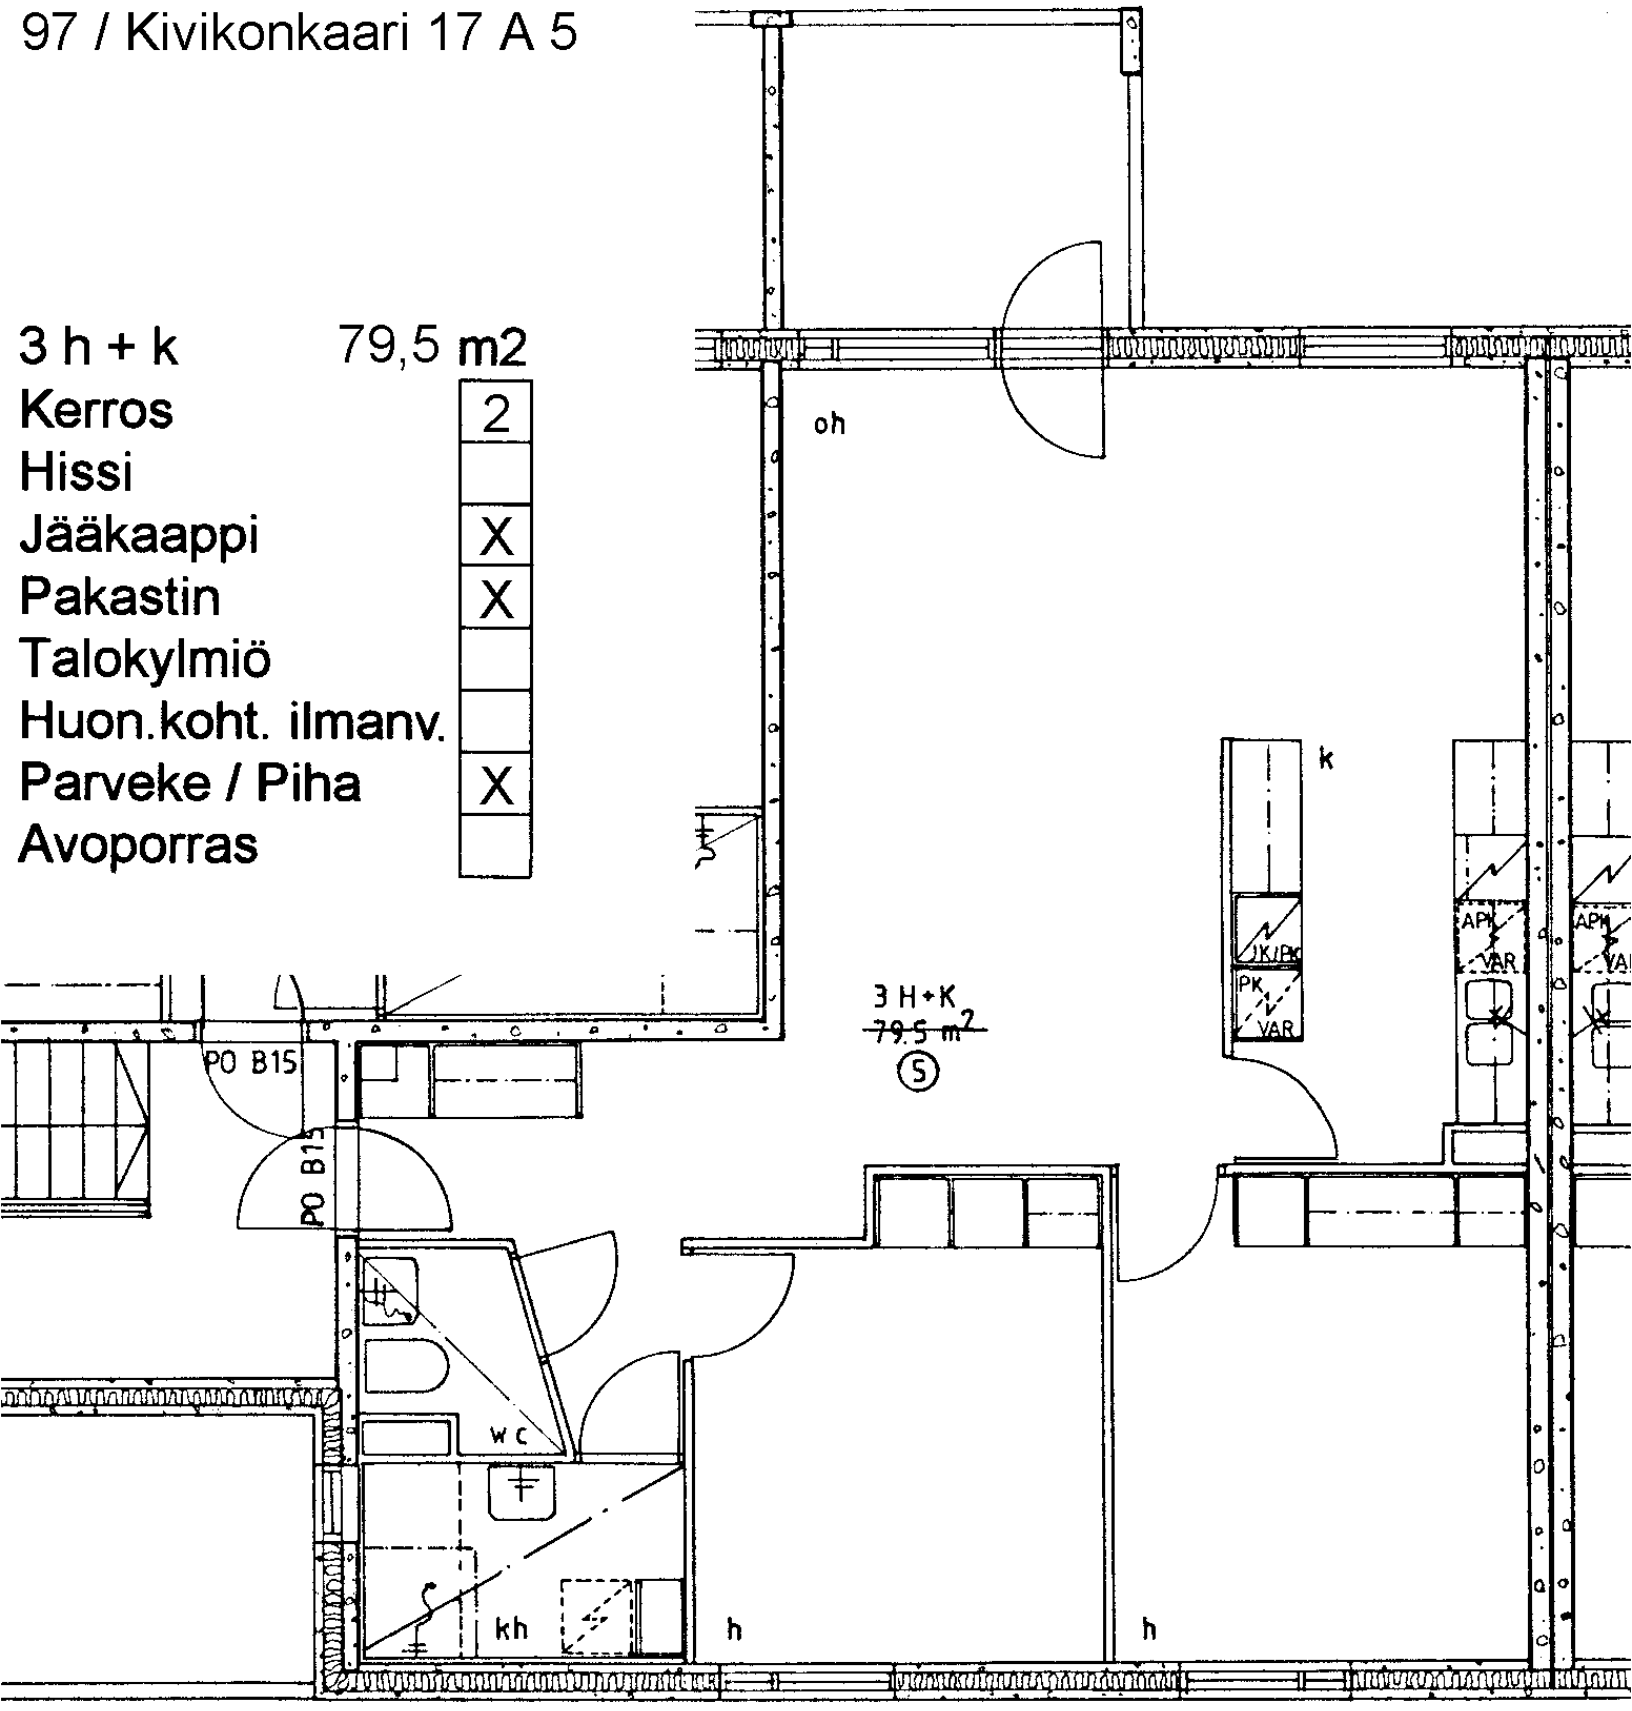 97 / Kivikonkaari 17 A 5
3 h + k 79,5 m2
Kerros 2
Hissi
Jääkaappi X
Pakastin X
Talokylmiö
Huon.koht. ilmanv.
Parveke / Piha X
Avoporras
oh
k
APK
VAR
APK
VAR
JK/PK
PK
VAR
3 H+K
79.5 m²
5
PO B15
PO B15
WC
kh
h
h